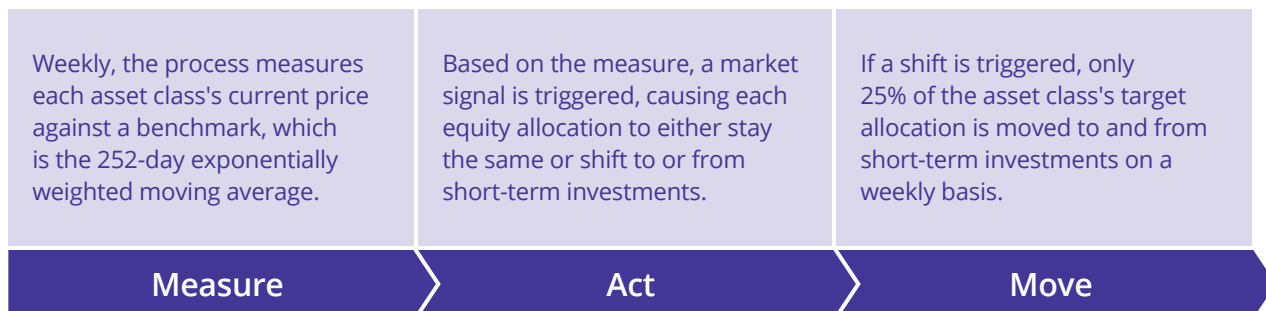 Weekly, the process measures
each asset class's current price
against a benchmark, which
is the 252-day exponentially
weighted moving average.
Based on the measure, a market
signal is triggered, causing each
equity allocation to either stay
the same or shift to or from
short-term investments.
If a shift is triggered, only
25% of the asset class's target
allocation is moved to and from
short-term investments on a
weekly basis.
Measure
Act
Move